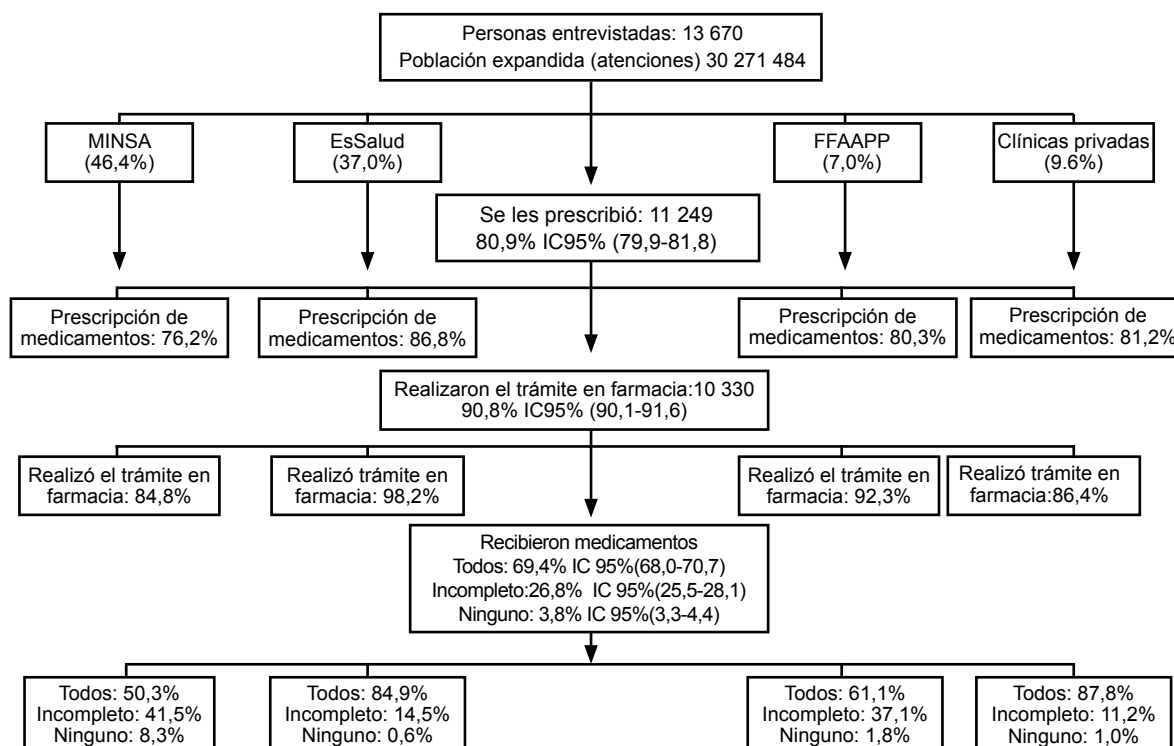 Personas entrevistadas: 13 670
Población expandida (atenciones) 30 271 484
MINSA
(46,4%)
EsSalud
(37,0%)
FFAAPP
(7,0%)
Clínicas privadas
(9.6%)
Se les prescribió: 11 249
80,9% IC95% (79,9-81,8)
Prescripción de
medicamentos: 76,2%
Prescripción de
medicamentos: 86,8%
Prescripción de
medicamentos: 80,3%
Prescripción de
medicamentos: 81,2%
Realizaron el trámite en farmacia:10 330
90,8% IC95% (90,1-91,6)
Realizó el trámite en
farmacia: 84,8%
Realizó trámite en
farmacia: 98,2%
Realizó el trámite en
farmacia: 92,3%
Realizó trámite en
farmacia:86,4%
Recibieron medicamentos
Todos: 69,4% IC 95%(68,0-70,7)
Incompleto:26,8% IC 95%(25,5-28,1)
Ninguno: 3,8% IC 95%(3,3-4,4)
Todos: 50,3%
Incompleto: 41,5%
Ninguno: 8,3%
Todos: 84,9%
Incompleto: 14,5%
Ninguno: 0,6%
Todos: 61,1%
Incompleto: 37,1%
Ninguno: 1,8%
Todos: 87,8%
Incompleto: 11,2%
Ninguno: 1,0%